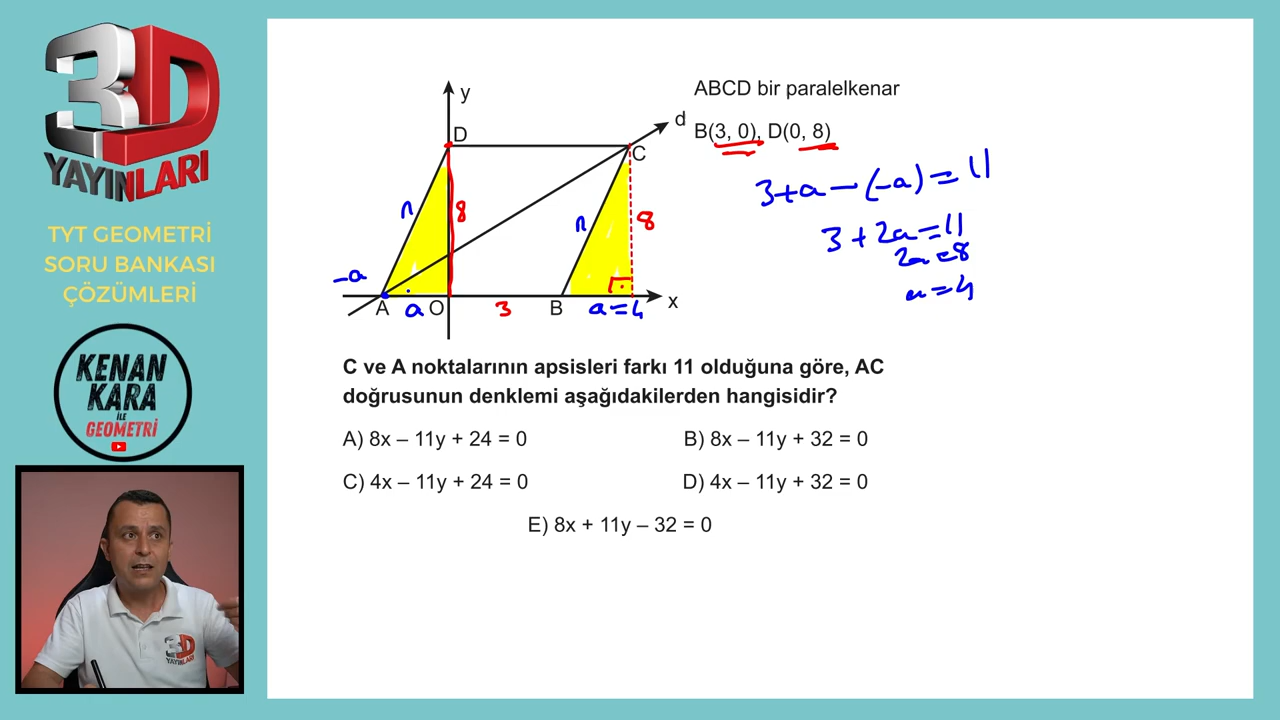 3D
YAYINLARI
TYT GEOMETRİ
SORU BANKASI
ÇÖZÜMLERİ
KENAN
KARA
İLE
GEOMETRİ
3D
YAYINLARI
y
D
d
C
n
8
n
8
-a
A
a
O
3
B
a = 4
x
ABCD bir paralelkenar
B(3, 0), D(0, 8)
3+a-(-a) = 11
3 + 2a = 11
2a = 8
a = 4
C ve A noktalarının apsisleri farkı 11 olduğuna göre, AC
doğrusunun denklemi aşağıdakilerden hangisidir?
A) 8x – 11y + 24 = 0
B) 8x – 11y + 32 = 0
C) 4x – 11y + 24 = 0
D) 4x – 11y + 32 = 0
E) 8x + 11y – 32 = 0